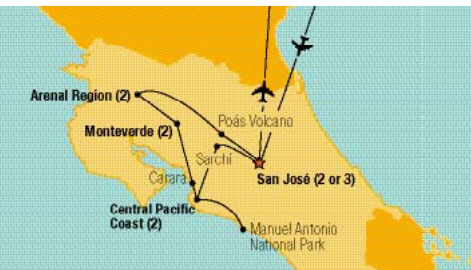 Arenal Region (2)
Poás Volcano
Monteverde (2)
Sarchí
Carara
San José (2 or 3)
Central Pacific
Coast (2)
Manuel Antonio
National Park